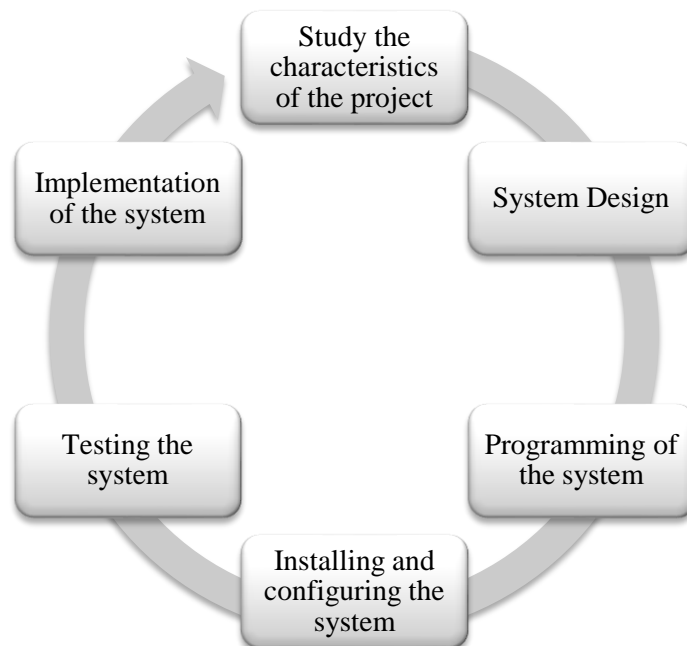 Study the
characteristics
of the project
System Design
Programming of
the system
Installing and
configuring the
system
Testing the
system
Implementation
of the system